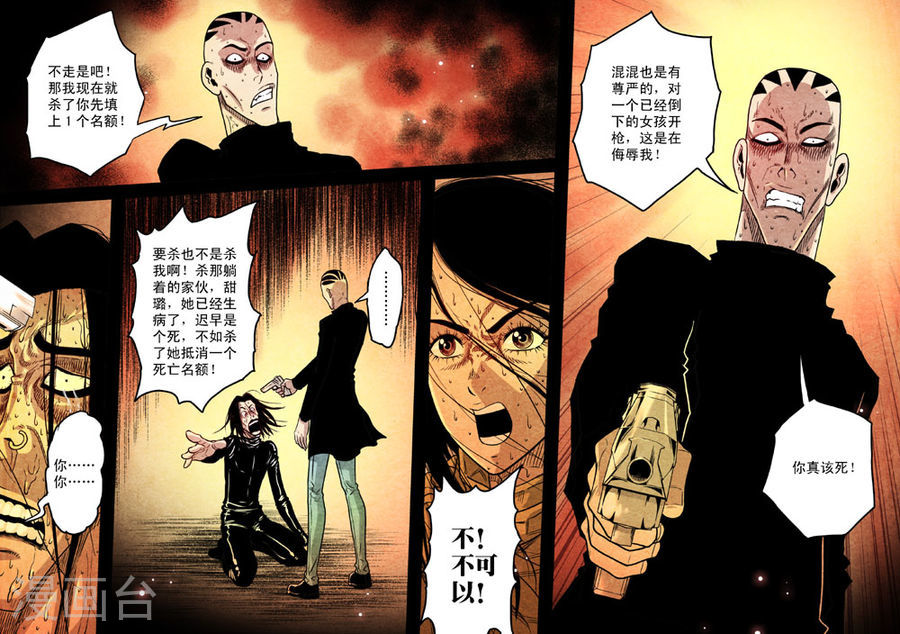 不走是吧！
那我现在就
杀了你先填
上１个名额！
你……
你……
要杀也不是杀
我啊！杀那躺
着的家伙，甜
璐，她已经生
病了，迟早是
个死，不如杀
了她抵消一个
死亡名额！
………
不！
不可
以！
混混也是有
尊严的，对
一个已经倒
下的女孩开
枪，这是在
侮辱我！
你真该死！
漫画台